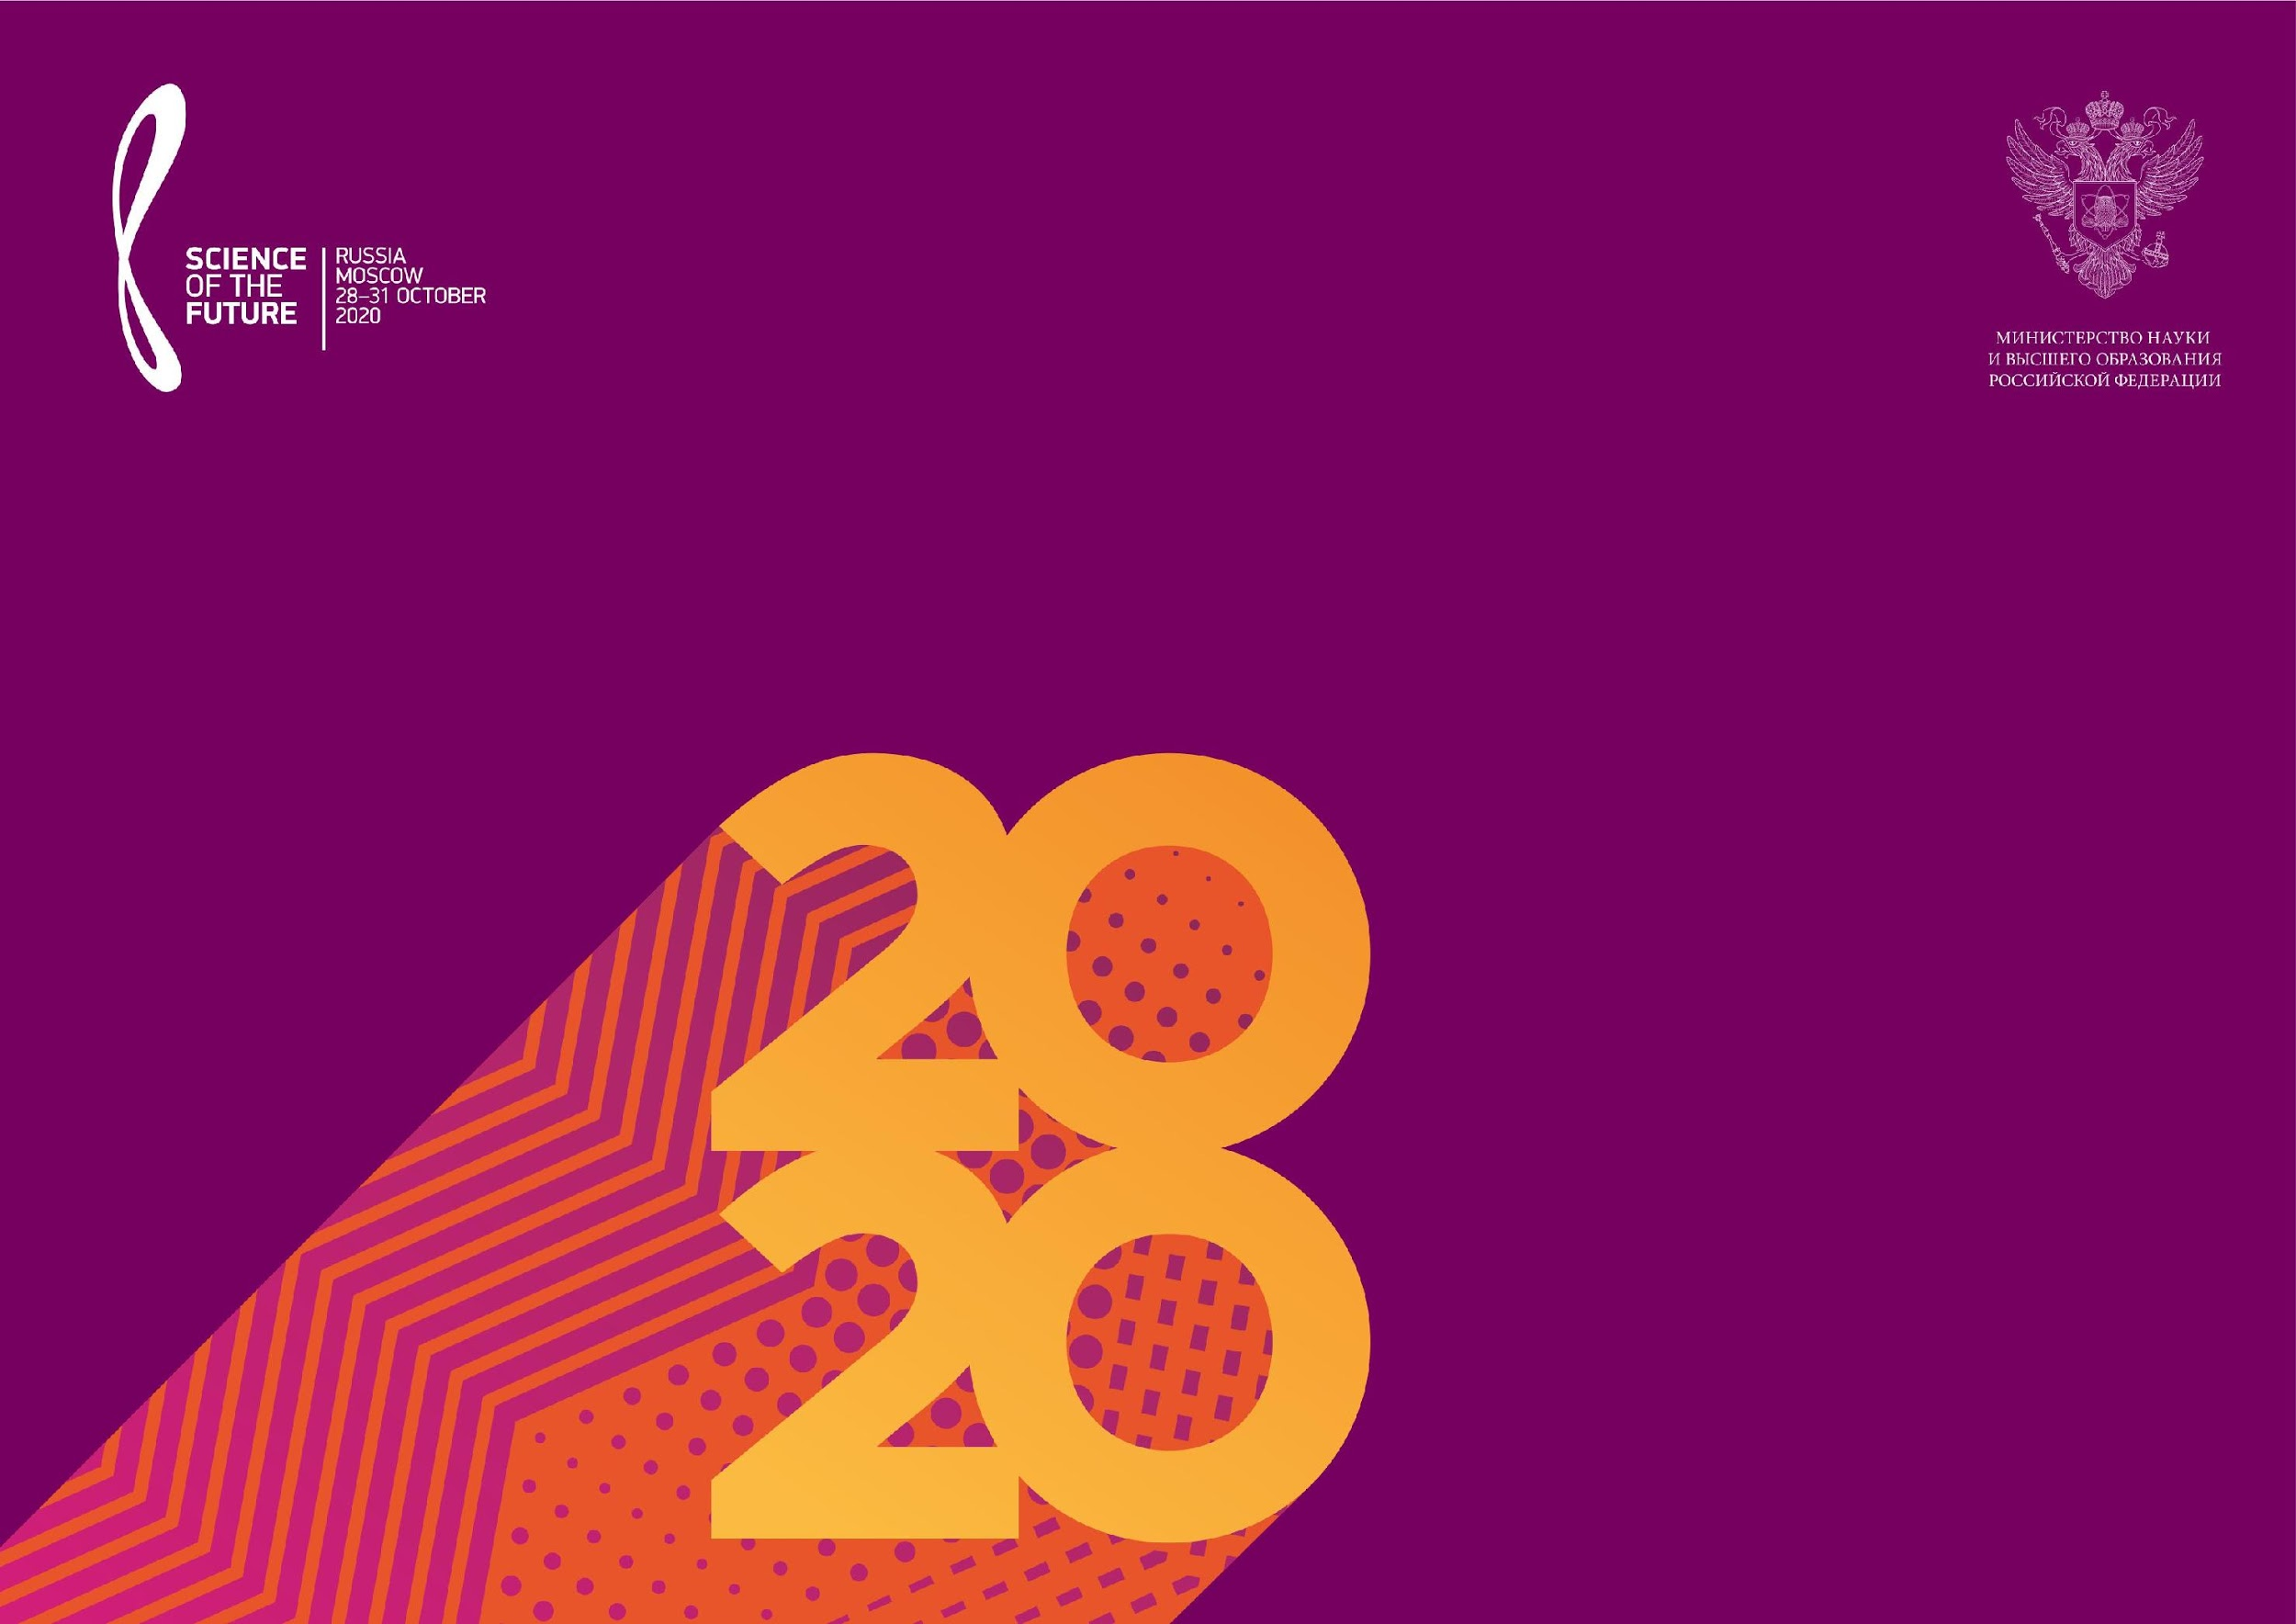 SCIENCE
OF THE
FUTURE
RUSSIA
MOSCOW
28–31 OCTOBER
2020
МИНИСТЕРСТВО НАУКИ
И ВЫСШЕГО ОБРАЗОВАНИЯ
РОССИЙСКОЙ ФЕДЕРАЦИИ
20
20